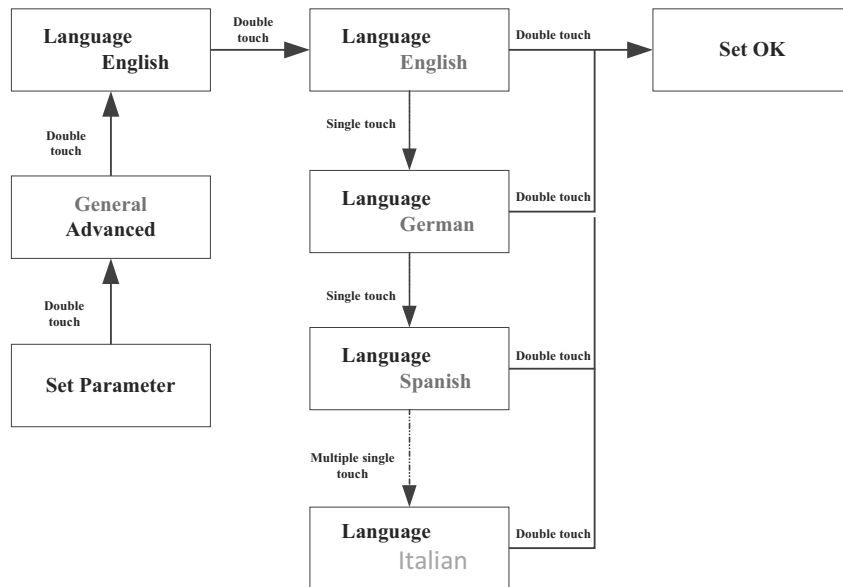 Language
English
Double
touch
Language
English
Double touch
Set OK
Double
touch
Single touch
General
Advanced
Language
German
Double touch
Double
touch
Single touch
Set Parameter
Language
Spanish
Double touch
Multiple single
touch
Language
Italian
Double touch